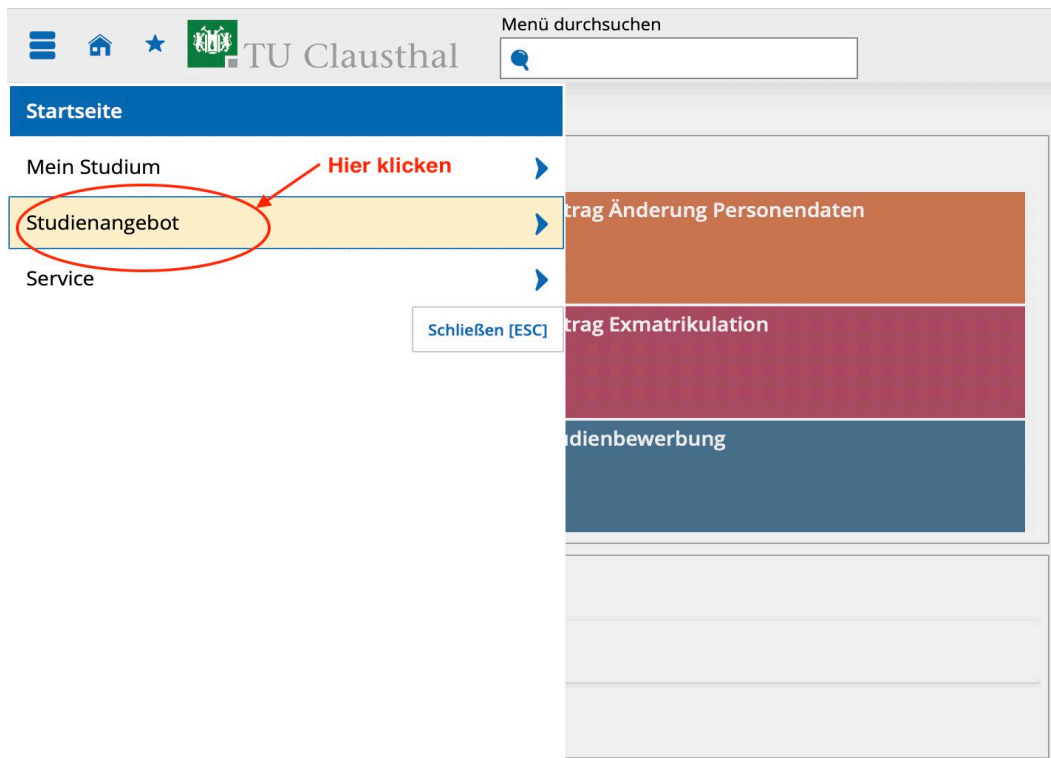 Menü durchsuchen
TU Clausthal
Startseite
Mein Studium
Hier klicken
Studienangebot
Service
Schließen [ESC]
trag Änderung Personendaten
trag Exmatrikulation
dienbewerbung